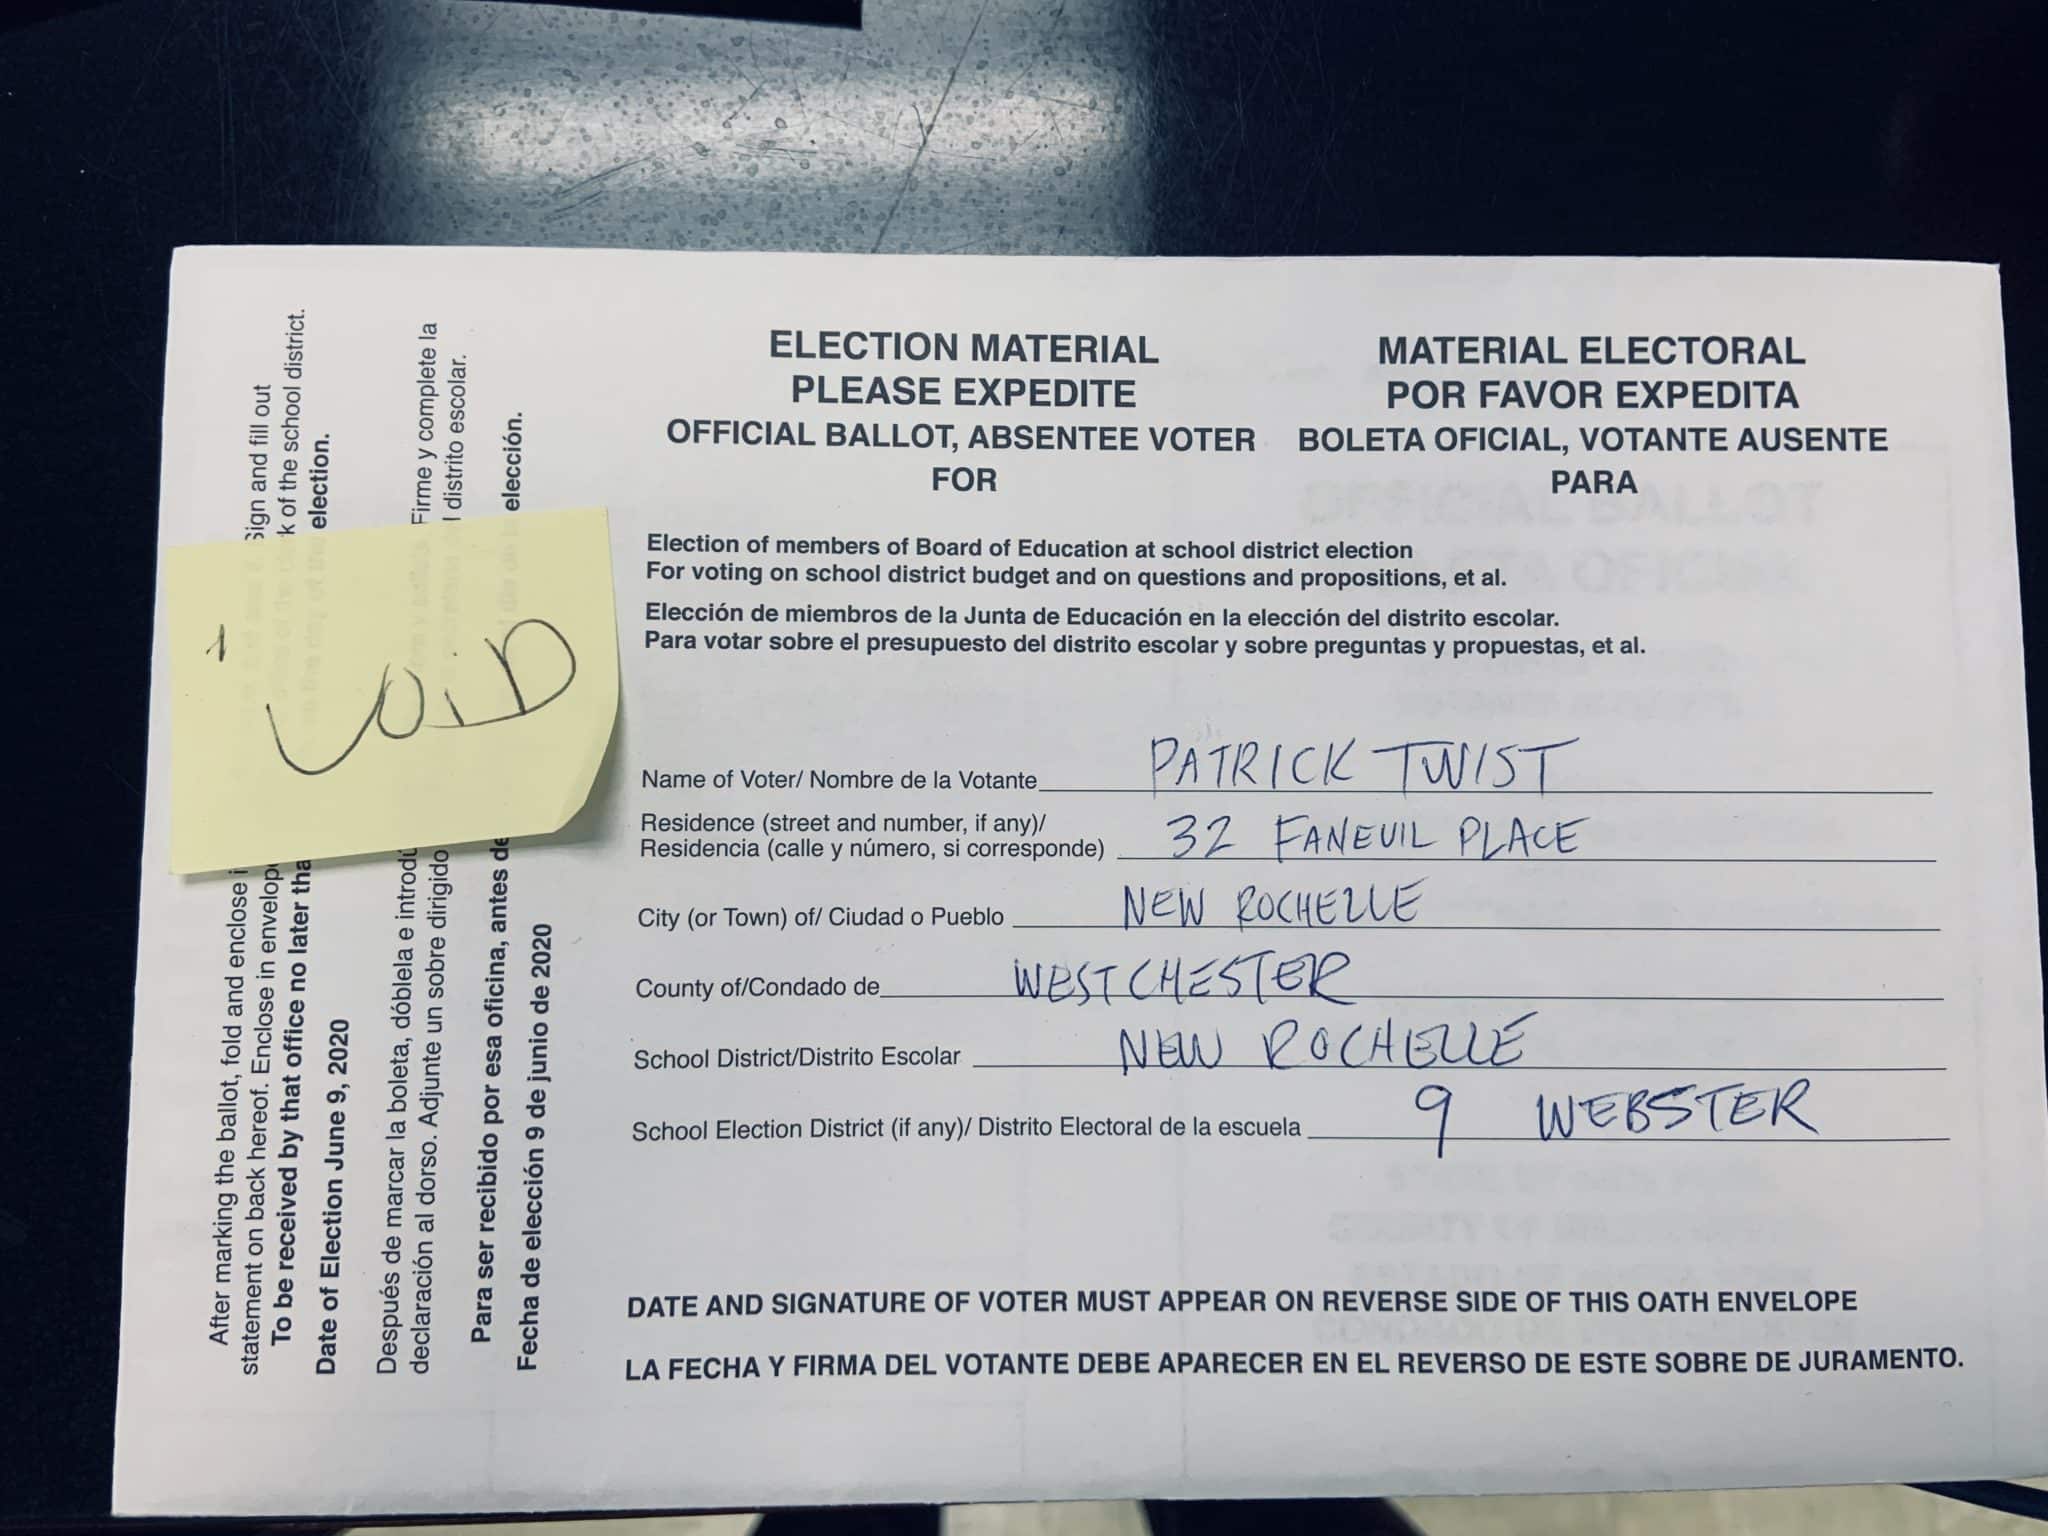 ELECTION MATERIAL
PLEASE EXPEDITE
OFFICIAL BALLOT, ABSENTEE VOTER
FOR
MATERIAL ELECTORAL
POR FAVOR EXPEDITA
BOLETA OFICIAL, VOTANTE AUSENTE
PARA
Election of members of Board of Education at school district election
For voting on school district budget and on questions and propositions, et al.
Elección de miembros de la Junta de Educación en la elección del distrito escolar.
Para votar sobre el presupuesto del distrito escolar y sobre preguntas y propuestas, et al.
Name of Voter/ Nombre de la Votante PATRICK TWIST
Residence (street and number, if any)/
Residencia (calle y número, si corresponde) 32 FANEUIL PLACE
City (or Town) of/ Ciudad o Pueblo NEW ROCHELLE
County of/Condado de WESTCHESTER
School District/Distrito Escolar NEW ROCHELLE
School Election District (if any)/ Distrito Electoral de la escuela 9 WEBSTER
DATE AND SIGNATURE OF VOTER MUST APPEAR ON REVERSE SIDE OF THIS OATH ENVELOPE
LA FECHA Y FIRMA DEL VOTANTE DEBE APARECER EN EL REVERSO DE ESTE SOBRE DE JURAMENTO.
VOID
After marking the ballot, fold and enclose Sign and fill out
statement on back hereof. Enclose in of the school district.
To be received by that office no later on the day of the election.
Date of Election June 9, 2020
Después de marcar la boleta, dóblela e Firme y complete la
declaración al dorso. Adjunte un sobre dirigido distrito escolar.
Para ser recibido por esa oficina, antes elección.
Fecha de elección 9 de junio de 2020